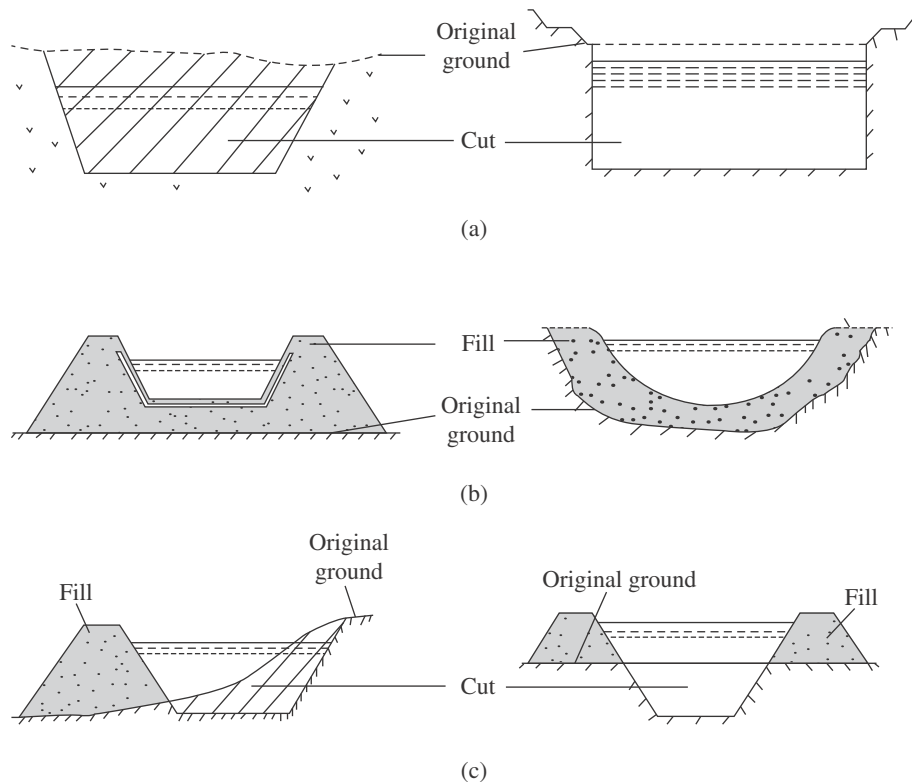 Original
ground
Cut
(a)
Fill
Original
ground
(b)
Original
ground
Fill
Original ground
Fill
Cut
(c)